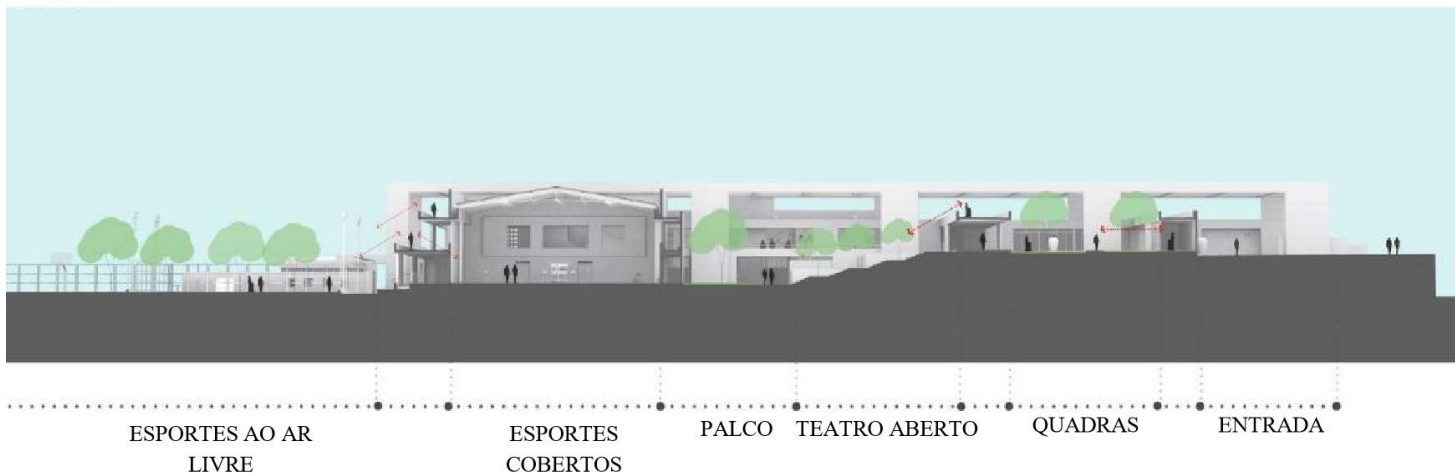 ESPORTES AO AR
LIVRE
ESPORTES
COBERTOS
PALCO
TEATRO ABERTO
QUADRAS
ENTRADA